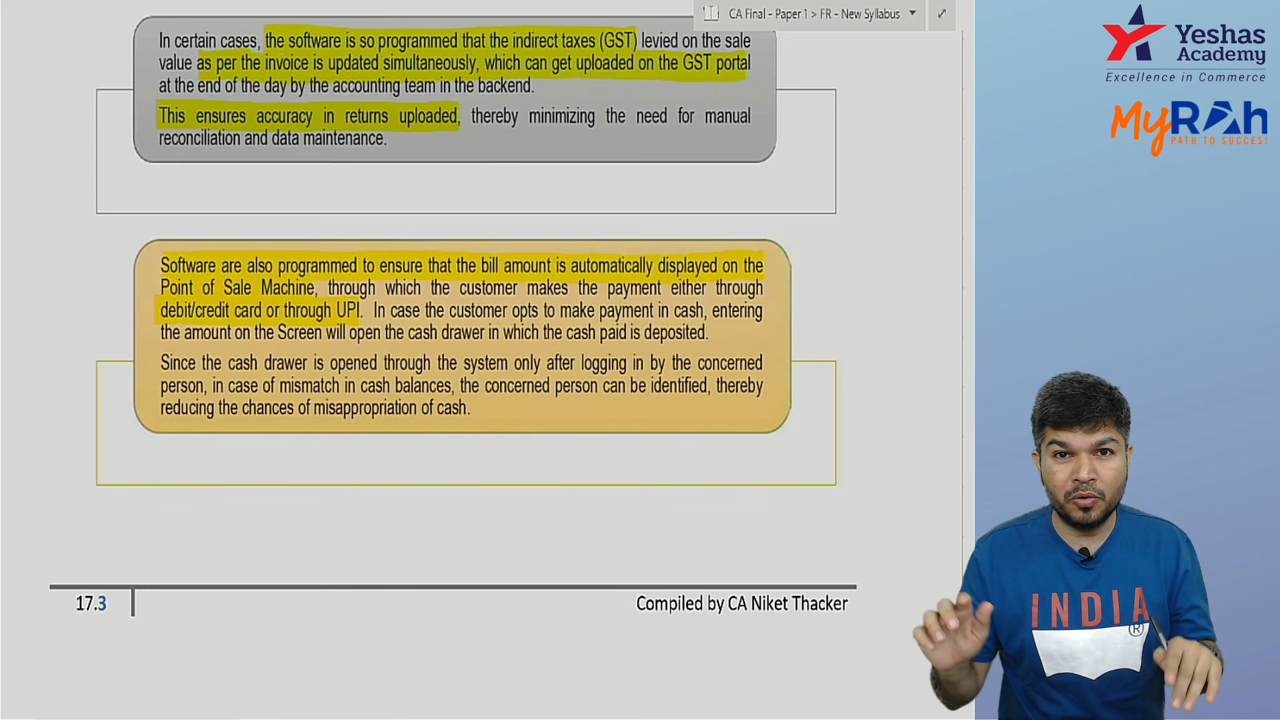 CA Final - Paper 1 > FR - New Syllabus
In certain cases, the software is so programmed that the indirect taxes (GST) levied on the sale
value as per the invoice is updated simultaneously, which can get uploaded on the GST portal
at the end of the day by the accounting team in the backend.
This ensures accuracy in returns uploaded, thereby minimizing the need for manual
reconciliation and data maintenance.
Software are also programmed to ensure that the bill amount is automatically displayed on the
Point of Sale Machine, through which the customer makes the payment either through
debit/credit card or through UPI. In case the customer opts to make payment in cash, entering
the amount on the Screen will open the cash drawer in which the cash paid is deposited.
Since the cash drawer is opened through the system only after logging in by the concerned
person, in case of mismatch in cash balances, the concerned person can be identified, thereby
reducing the chances of misappropriation of cash.
17.3
Compiled by CA Niket Thacker
Yeshas
Academy
Excellence in Commerce
MyRAh
PATH TO SUCCESS!
INDIA
®